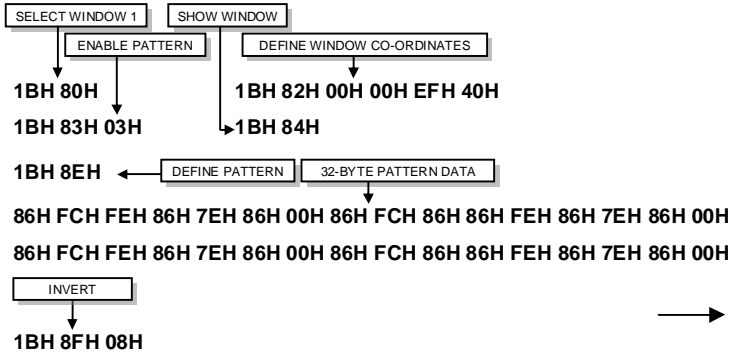 SELECT WINDOW 1 SHOW WINDOW
ENABLE PATTERN DEFINE WINDOW CO-ORDINATES
1BH 80H 1BH 82H 00H 00H EFH 40H
1BH 83H 03H 1BH 84H
1BH 8EH DEFINE PATTERN 32-BYTE PATTERN DATA
86H FCH FEH 86H 7EH 86H 00H 86H FCH 86H 86H FEH 86H 7EH 86H 00H
86H FCH FEH 86H 7EH 86H 00H 86H FCH 86H 86H FEH 86H 7EH 86H 00H
INVERT
1BH 8FH 08H